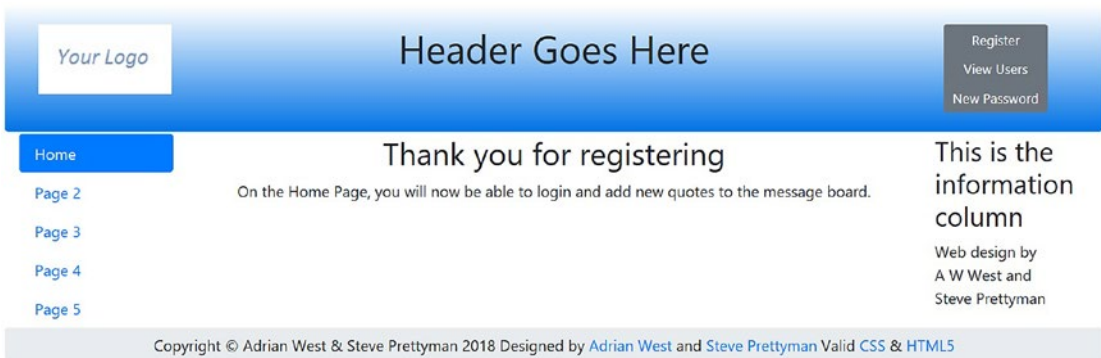 Your Logo
Header Goes Here
Register
View Users
New Password
Home
Page 2
Page 3
Page 4
Page 5
Thank you for registering
On the Home Page, you will now be able to login and add new quotes to the message board.
This is the
information
column
Web design by
A W West and
Steve Prettyman
Copyright © Adrian West & Steve Prettyman 2018 Designed by Adrian West and Steve Prettyman Valid CSS & HTML5